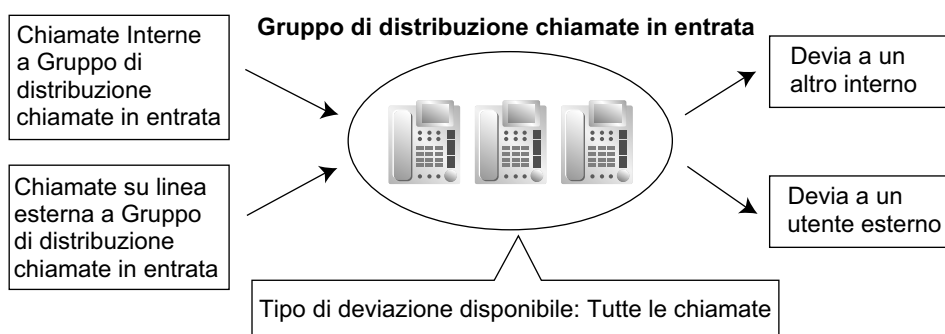 Gruppo di distribuzione chiamate in entrata
Chiamate Interne
a Gruppo di
distribuzione
chiamate in entrata
Chiamate su linea
esterna a Gruppo
di distribuzione
chiamate in entrata
Devia a un
altro interno
Devia a un
utente esterno
Tipo di deviazione disponibile: Tutte le chiamate